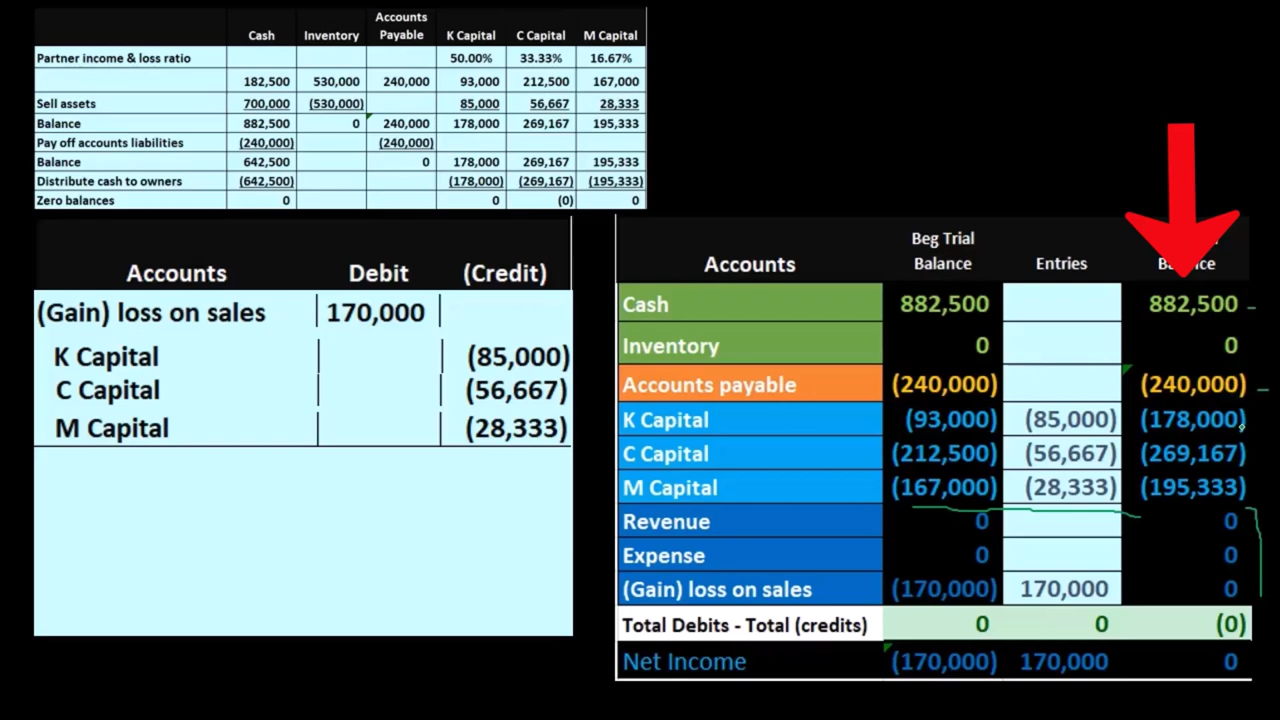 Cash Inventory Accounts Payable K Capital C Capital M Capital
Partner income & loss ratio 50.00% 33.33% 16.67%
182,500 530,000 240,000 93,000 212,500 167,000
Sell assets 700,000 (530,000) 85,000 56,667 28,333
Balance 882,500 0 240,000 178,000 269,167 195,333
Pay off accounts liabilities (240,000) (240,000)
Balance 642,500 0 178,000 269,167 195,333
Distribute cash to owners (642,500) (178,000) (269,167) (195,333)
Zero balances 0 0 (0) 0
Accounts Debit (Credit)
(Gain) loss on sales 170,000
K Capital (85,000)
C Capital (56,667)
M Capital (28,333)
Accounts Beg Trial Balance Entries
Cash 882,500 882,500
Inventory 0 0
Accounts payable (240,000) (240,000)
K Capital (93,000) (85,000) (178,000)
C Capital (212,500) (56,667) (269,167)
M Capital (167,000) (28,333) (195,333)
Revenue 0 0
Expense 0 0
(Gain) loss on sales (170,000) 170,000 0
Total Debits - Total (credits) 0 0 (0)
Net Income (170,000) 170,000 0